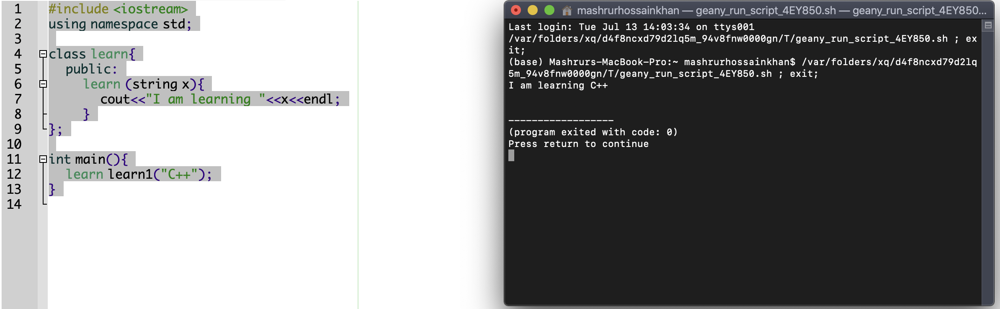 1 #include <iostream>
2 using namespace std;
3
4 class learn{
5 public:
6 learn (string x){
7 cout<<"I am learning "<<x<<endl;
8 }
9 };
10
11 int main(){
12 learn learn1("C++");
13 }
14
mashrurhossainkhan — geany_run_script_4EY850.sh — geany_run_script_4EY850...
Last login: Tue Jul 13 14:03:34 on ttys001
/var/folders/xq/d4f8ncxd79d2lq5m_94v8fnw0000gn/T/geany_run_script_4EY850.sh ; ex
it;
(base) Mashrurs-MacBook-Pro:~ mashrurhossainkhan$ /var/folders/xq/d4f8ncxd79d2lq
5m_94v8fnw0000gn/T/geany_run_script_4EY850.sh ; exit;
I am learning C++
------------------
(program exited with code: 0)
Press return to continue